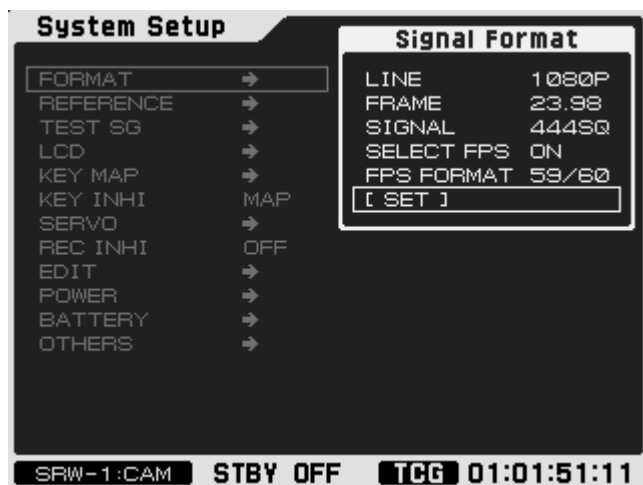 System Setup
FORMAT
REFERENCE
TEST SG
LCD
KEY MAP
KEY INHI MAP
SERVO
REC INHI OFF
EDIT
POWER
BATTERY
OTHERS
Signal Format
LINE 1080P
FRAME 23.98
SIGNAL 444SQ
SELECT FPS ON
FPS FORMAT 59/60
[ SET ]
SRW-1:CAM STBY OFF TCG 01:01:51:11